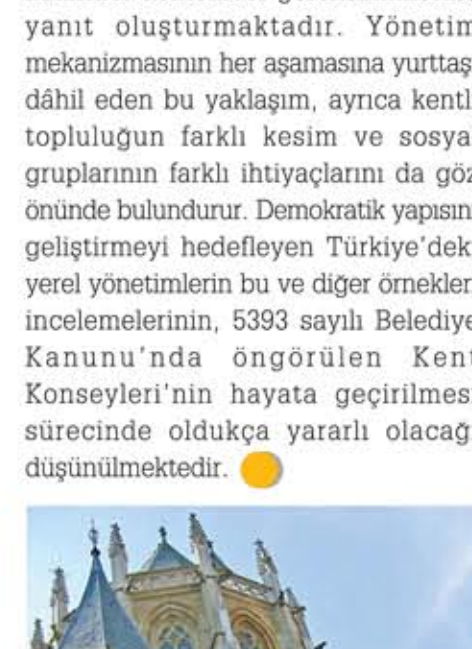 yanıt oluşturmaktadır. Yönetim
mekanizmasının her aşamasına yurttaş
dâhil eden bu yaklaşım, ayrıca kentl
topluluğun farklı kesim ve sosya
gruplarının farklı ihtiyaçlarını da göz
önünde bulundurur. Demokratik yapısın
geliştirmeyi hedefleyen Türkiye'dek
yerel yönetimlerin bu ve diğer örnekler
incelemelerinin, 5393 sayılı Belediye
Kanunu'nda öngörülen Kent
Konseyleri'nin hayata geçirilmes
sürecinde oldukça yararlı olacağ
düşünülmektedir.